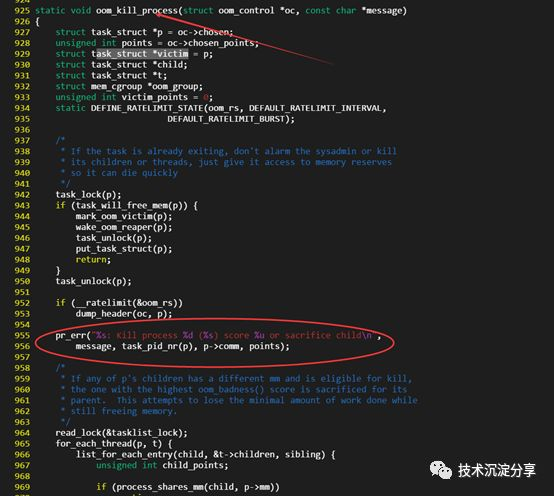 924
925 static void oom_kill_process(struct oom_control *oc, const char *message)
926 {
927 struct task_struct *p = oc->chosen;
928 unsigned int points = oc->chosen_points;
929 struct task_struct *victim = p;
930 struct task_struct *child;
931 struct task_struct *t;
932 struct mem_cgroup *oom_group;
933 unsigned int victim_points = 0;
934 static DEFINE_RATELIMIT_STATE(oom_rs, DEFAULT_RATELIMIT_INTERVAL,
935 DEFAULT_RATELIMIT_BURST);
936
937 /*
938 * If the task is already exiting, don't alarm the sysadmin or kill
939 * its children or threads, just give it access to memory reserves
940 * so it can die quickly
941 */
942 task_lock(p);
943 if (task_will_free_mem(p)) {
944 mark_oom_victim(p);
945 wake_oom_reaper(p);
946 task_unlock(p);
947 put_task_struct(p);
948 return;
949 }
950 task_unlock(p);
951
952 if (__ratelimit(&oom_rs))
953 dump_header(oc, p);
954
955 pr_err("%s: Kill process %d (%s) score %u or sacrifice child\n",
956 message, task_pid_nr(p), p->comm, points);
957
958 /*
959 * If any of p's children has a different mm and is eligible for kill,
960 * the one with the highest oom_badness() score is sacrificed for its
961 * parent. This attempts to lose the minimal amount of work done while
962 * still freeing memory.
963 */
964 read_lock(&tasklist_lock);
965 for_each_thread(p, t) {
966 list_for_each_entry(child, &t->children, sibling) {
967 unsigned int child_points;
968
969 if (process_shares_mm(child, p->mm))
技术沉淀分享